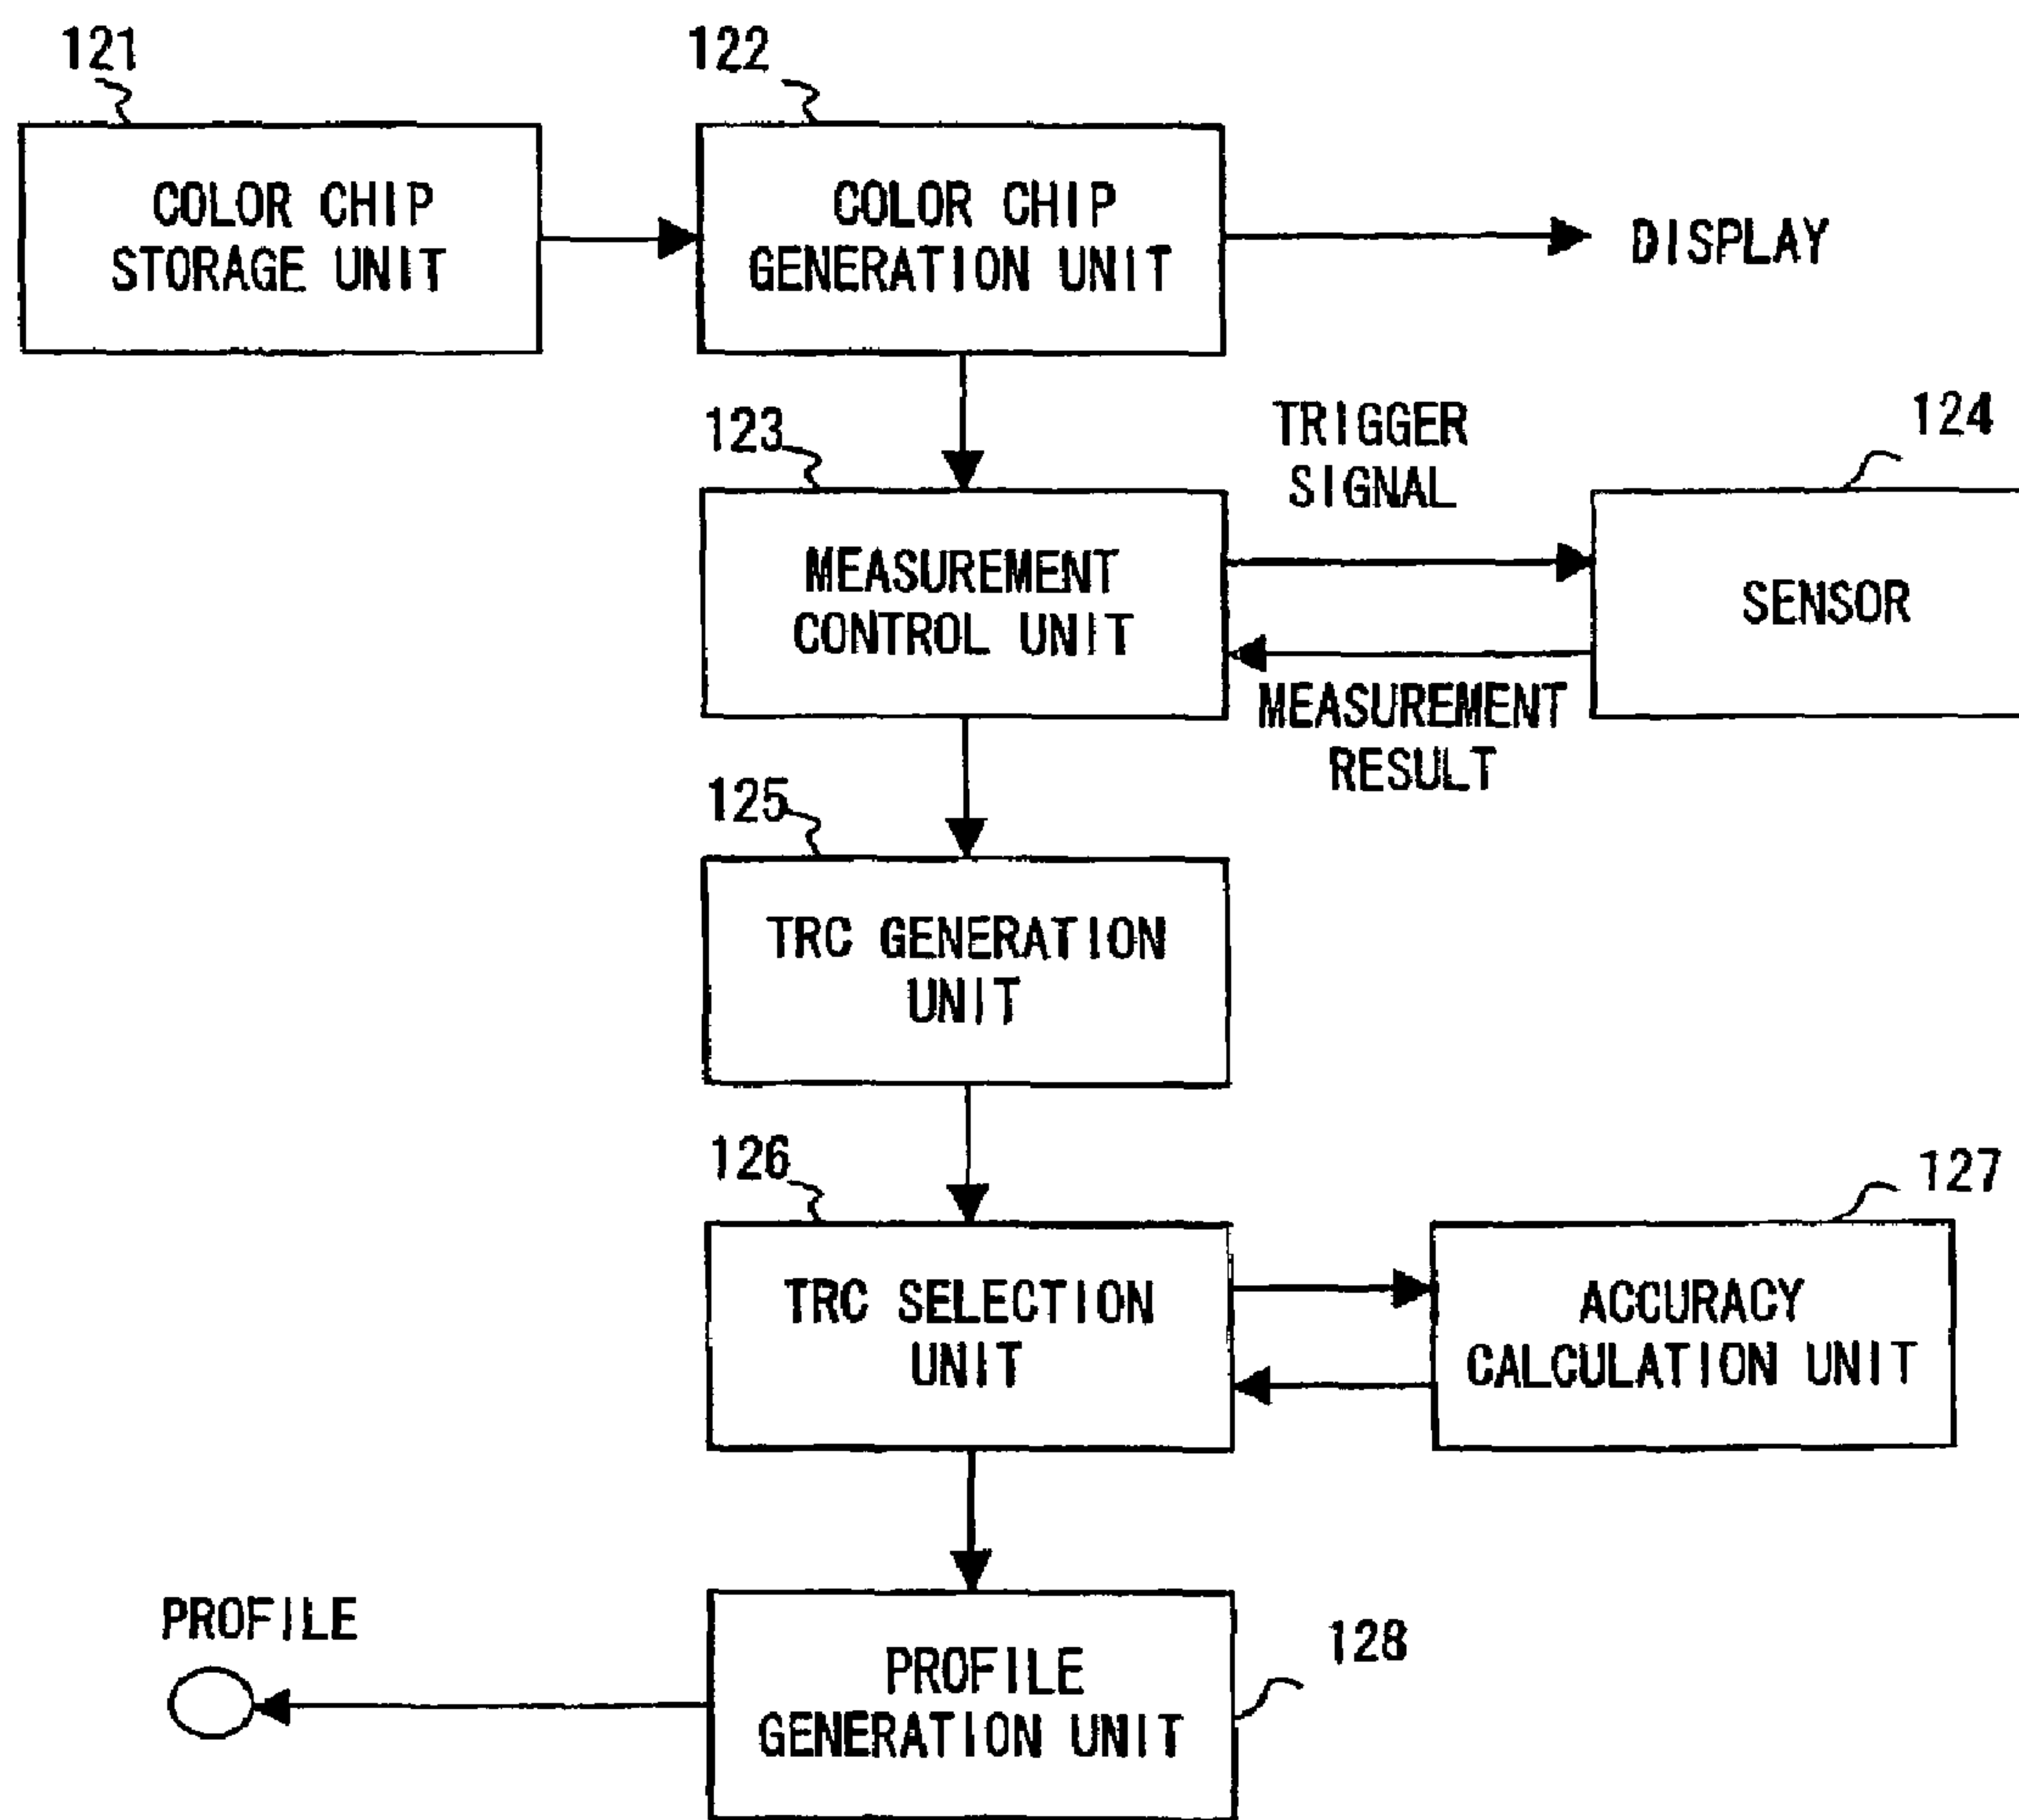 121
122
COLOR CHIP
STORAGE UNIT
COLOR CHIP
GENERATION UNIT
DISPLAY
123
TRIGGER
SIGNAL
124
MEASUREMENT
CONTROL UNIT
SENSOR
MEASUREMENT
RESULT
125
TRC GENERATION
UNIT
126
127
TRC SELECTION
UNIT
ACCURACY
CALCULATION UNIT
PROFILE
128
PROFILE
GENERATION UNIT